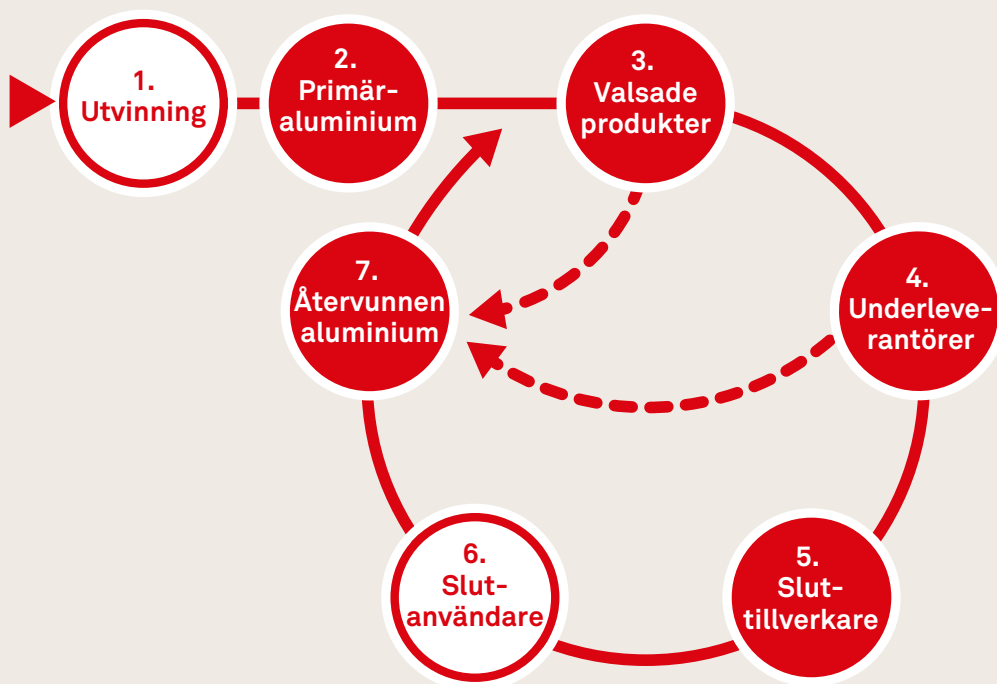 1.
Utvinning
2.
Primär-
aluminium
3.
Valsade
produkter
4.
Underleve-
rantörer
5.
Slut-
tillverkare
6.
Slut-
användare
7.
Återvunnen
aluminium